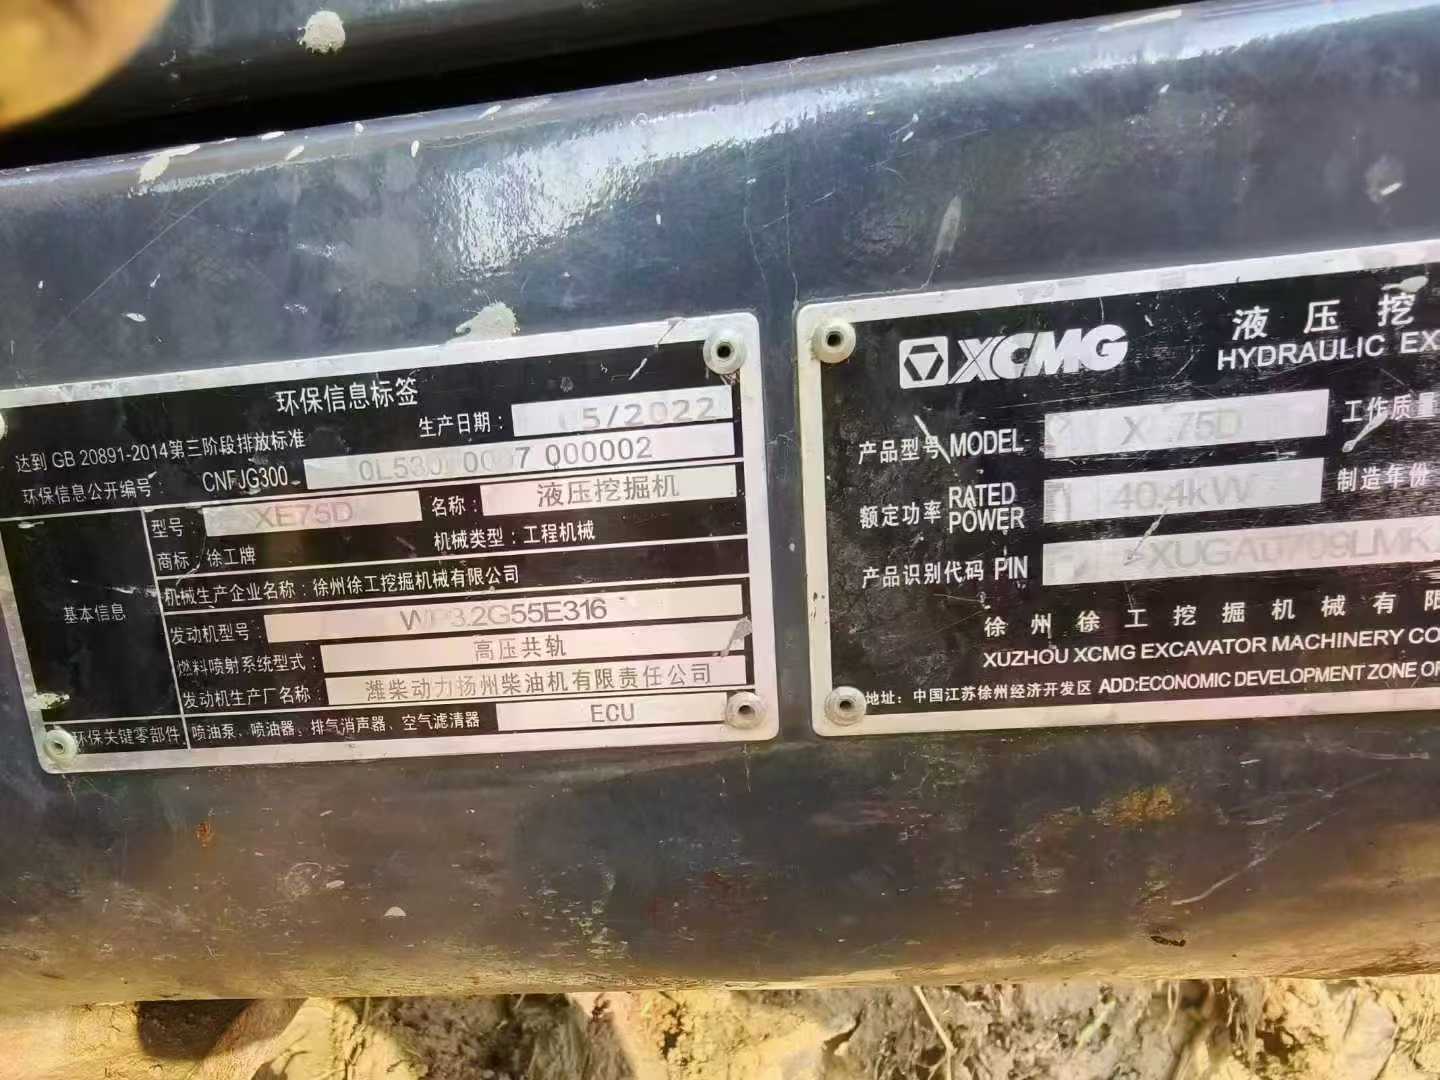 环保信息标签
达到 GB 20891-2014第三阶段排放标准
生产日期: 05/2022
环保信息公开编号: CNFJG300 000002
型号: XE75D
名称: 液压挖掘机
商标: 徐工牌
机械类型: 工程机械
机械生产企业名称: 徐州徐工挖掘机械有限公司
基本信息
发动机型号: WP3.2G55E316
燃料喷射系统型式: 高压共轨
发动机生产厂名称: 潍柴动力扬州柴油机有限责任公司
环保关键零部件 喷油泵、喷油器、排气消声器、空气滤清器 ECU
XCMG
液压挖
HYDRAULIC EX
产品型号 MODEL XE75D
工作质量
额定功率 RATED POWER 40.4kW
制造年份
产品识别代码 PIN
徐州徐工挖掘机械有限
XUZHOU XCMG EXCAVATOR MACHINERY CO
地址: 中国江苏徐州经济开发区 ADD:ECONOMIC DEVELOPMENT ZONE OF